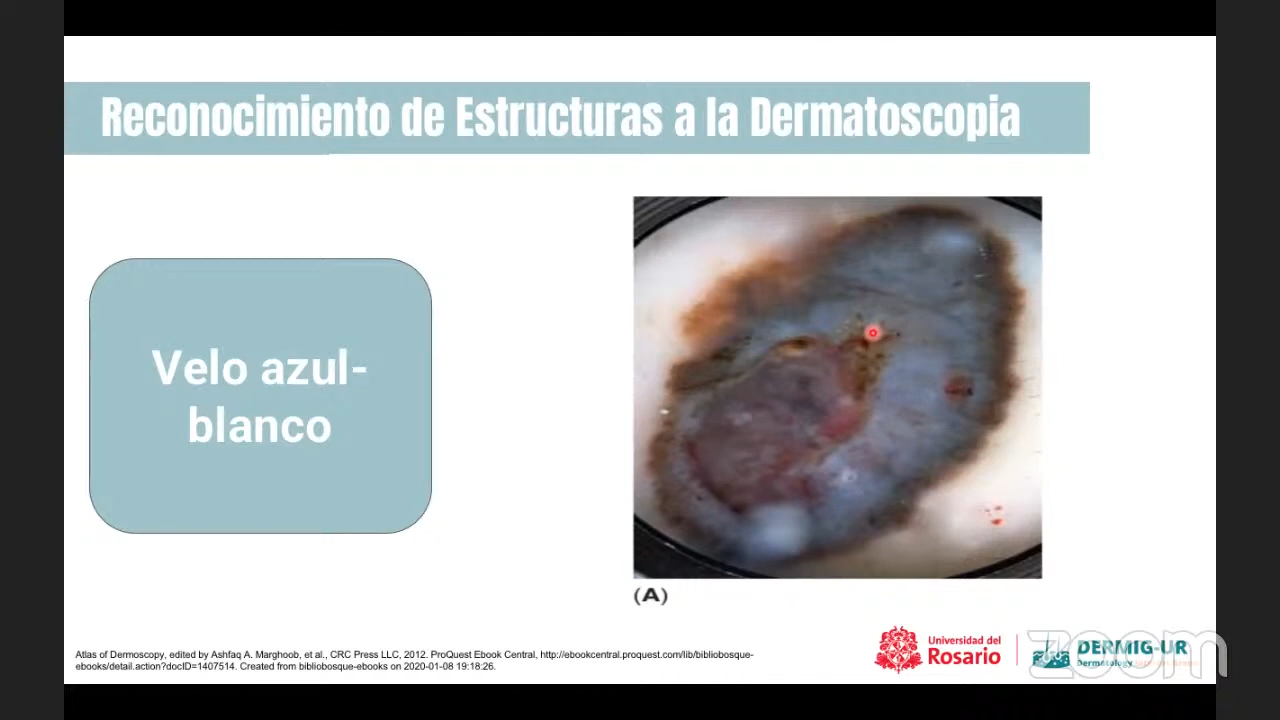 Reconocimiento de Estructuras a la Dermatoscopia
Velo azul-
blanco
(A)
Atlas of Dermoscopy, edited by Ashfaq A. Marghoob, et al., CRC Press LLC, 2012. ProQuest Ebook Central, http://ebookcentral.proquest.com/lib/bibliobosque-
ebooks/detail.action?docID=1407514. Created from bibliobosque-ebooks on 2020-01-08 19:18:26.
Universidad del
Rosario
DERMIG-UR
Dermatology
zoom